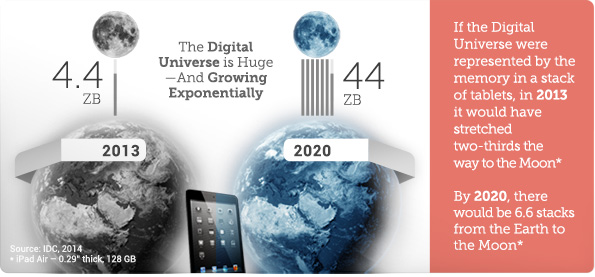 The Digital
Universe is Huge
—And Growing
Exponentially
4.4
ZB
44
ZB
2013
2020
Source: IDC, 2014
* iPad Air – 0.29" thick, 128 GB
If the Digital
Universe were
represented by the
memory in a stack
of tablets, in 2013
it would have
stretched
two-thirds the
way to the Moon*
By 2020, there
would be 6.6 stacks
from the Earth to
the Moon*